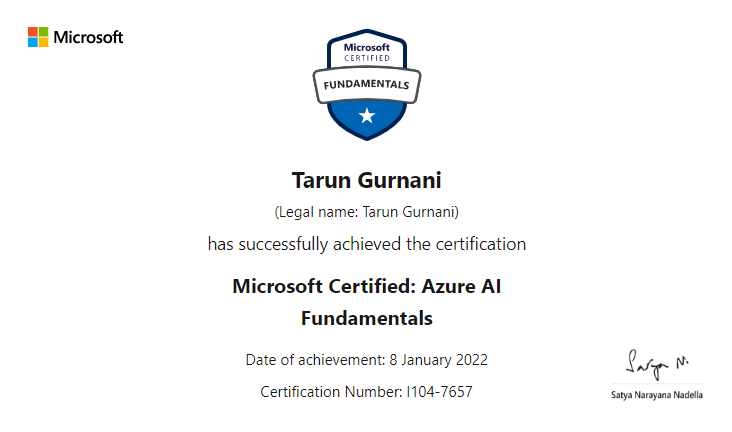 Microsoft
Microsoft
CERTIFIED
FUNDAMENTALS
Tarun Gurnani
(Legal name: Tarun Gurnani)
has successfully achieved the certification
Microsoft Certified: Azure AI
Fundamentals
Date of achievement: 8 January 2022
Certification Number: I104-7657
Satya N.
Satya Narayana Nadella